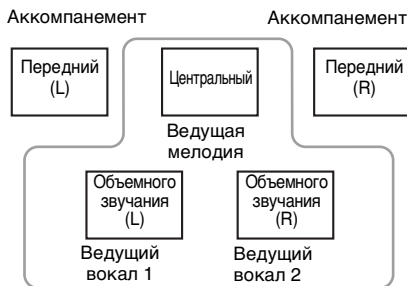 Аккомпанемент
Аккомпанемент
Передний
(L)
Центральный
Передний
(R)
Ведущая
мелодия
Объемного
звучания
(L)
Объемного
звучания
(R)
Ведущий
вокал 1
Ведущий
вокал 2